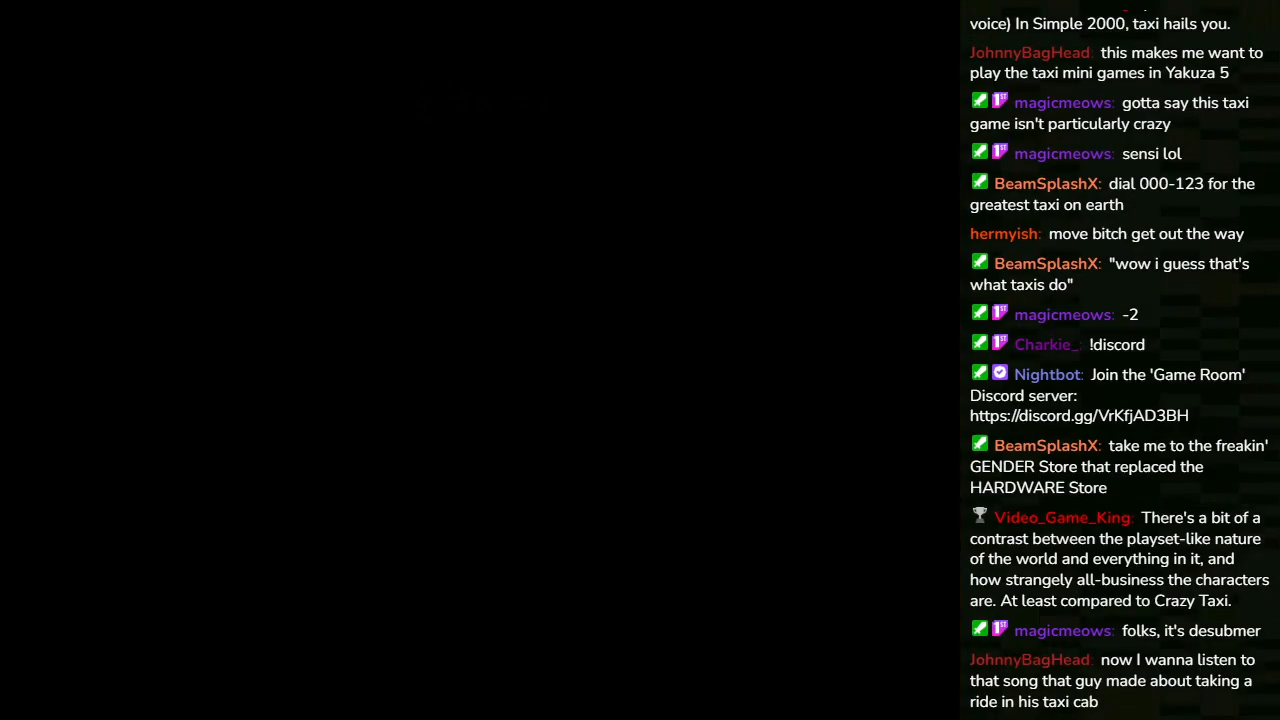 voice) In Simple 2000, taxi hails you.
JohnnyBagHead: this makes me want to
play the taxi mini games in Yakuza 5
magicmeows: gotta say this taxi
game isn't particularly crazy
magicmeows: sensi lol
BeamSplashX: dial 000-123 for the
greatest taxi on earth
hermyish: move bitch get out the way
BeamSplashX: "wow i guess that's
what taxis do"
magicmeows: -2
Charkie_: !discord
Nightbot: Join the 'Game Room'
Discord server:
https://discord.gg/VrKfjAD3BH
BeamSplashX: take me to the freakin'
GENDER Store that replaced the
HARDWARE Store
Video_Game_King: There's a bit of a
contrast between the playset-like nature
of the world and everything in it, and
how strangely all-business the characters
are. At least compared to Crazy Taxi.
magicmeows: folks, it's desubmer
JohnnyBagHead: now I wanna listen to
that song that guy made about taking a
ride in his taxi cab